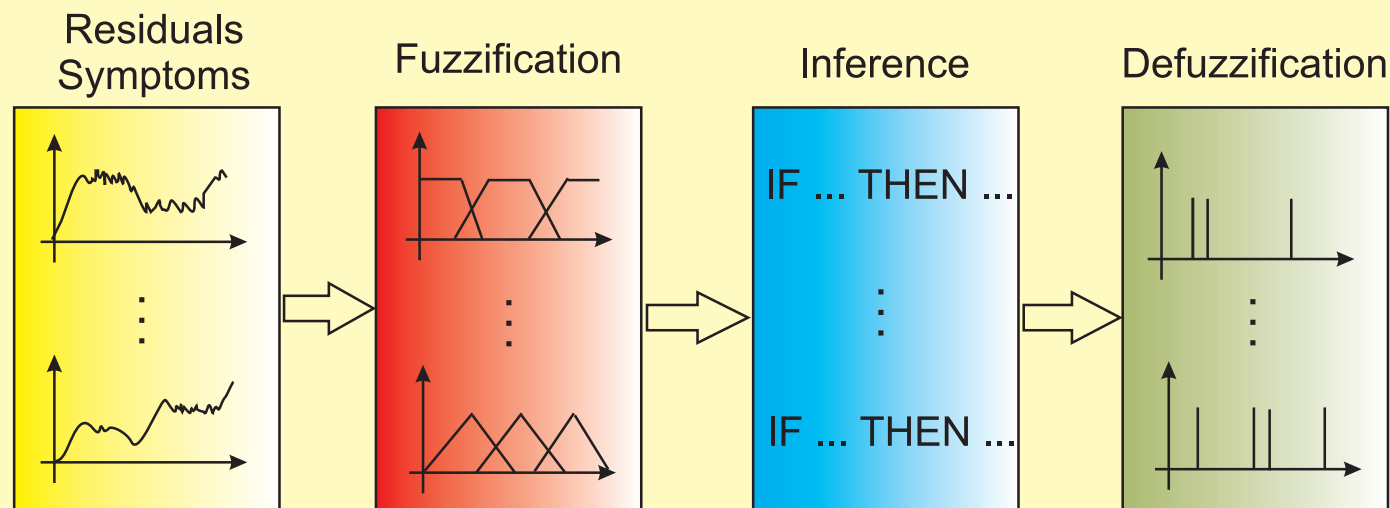 Residuals
Symptoms
Fuzzification
Inference
Defuzzification
IF ... THEN ...
IF ... THEN ...